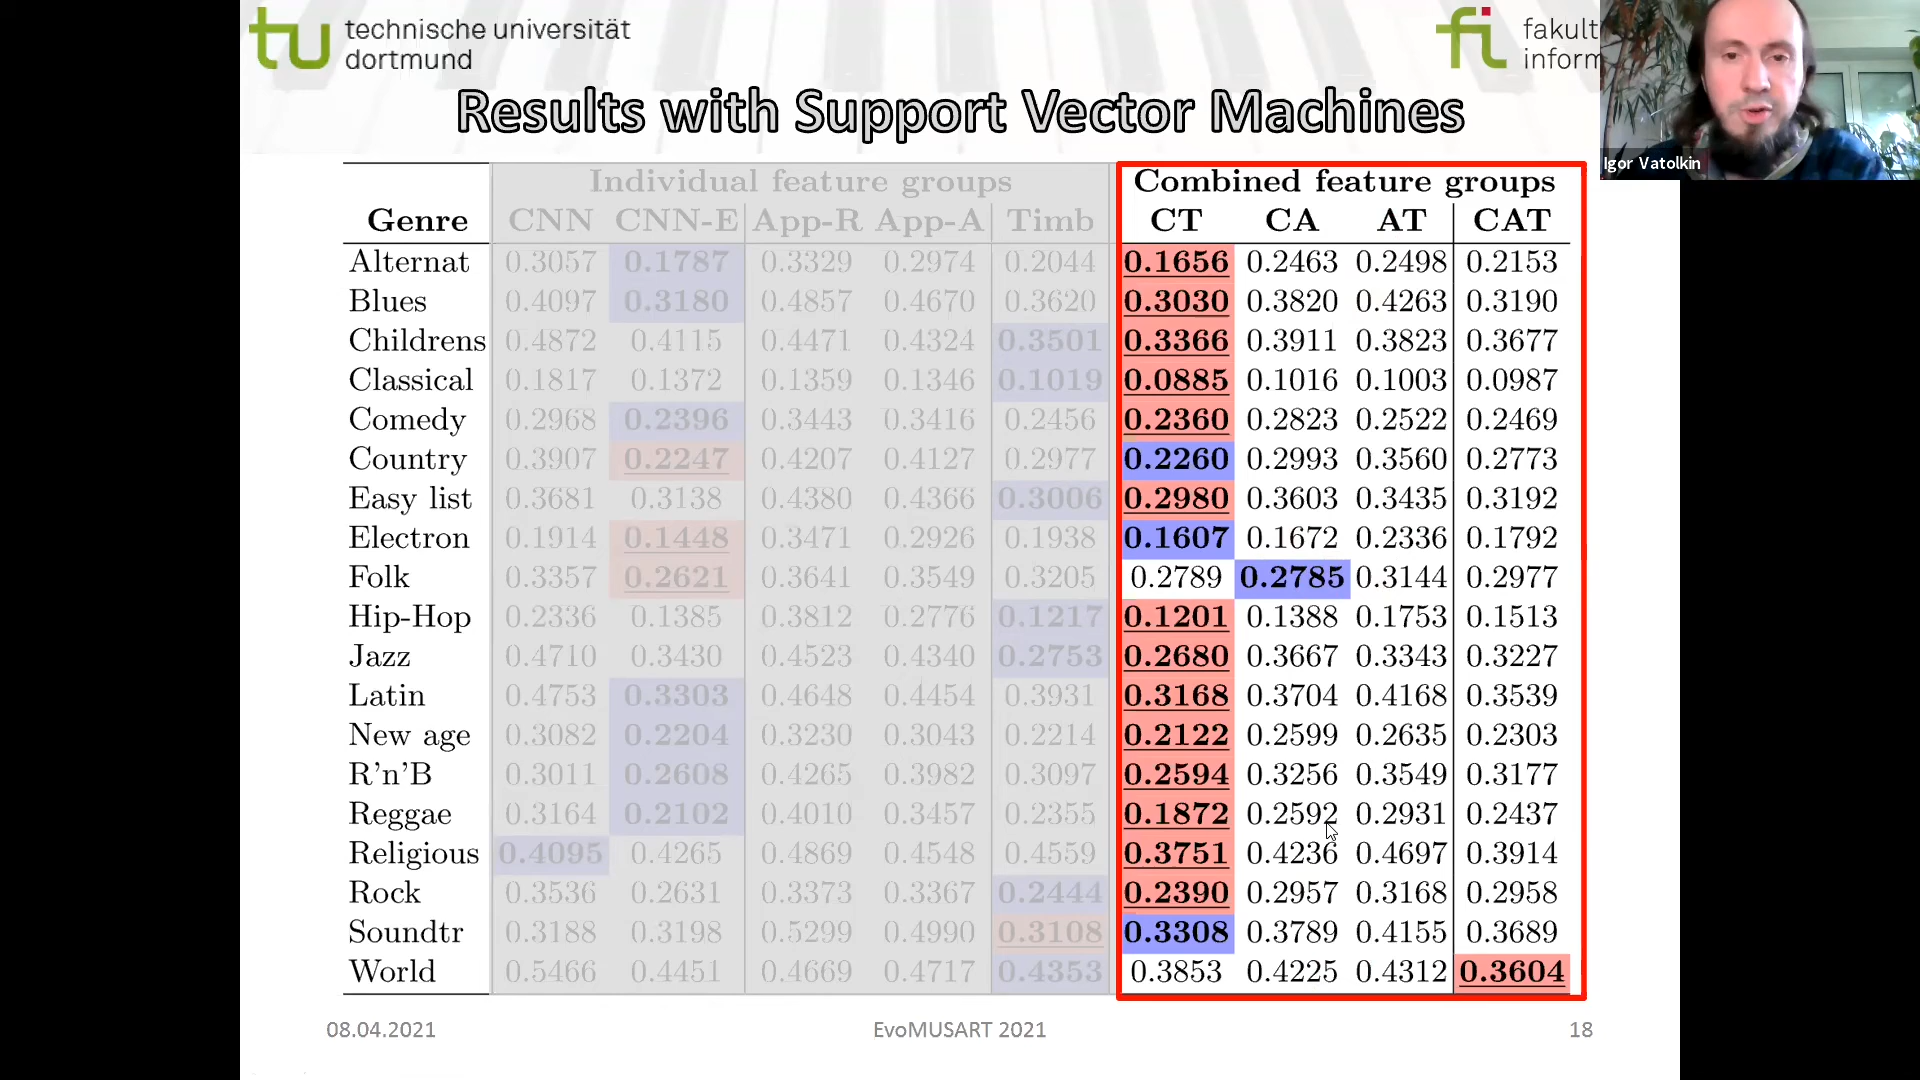 technische universität
dortmund
fakult
inform
Results with Support Vector Machines
Igor Vatolkin
Individual feature groups Combined feature groups
Genre CNN CNN-E App-R App-A Timb CT CA AT CAT
Alternat 0.3057 0.1787 0.3329 0.2974 0.2044 0.1656 0.2463 0.2498 0.2153
Blues 0.4097 0.3180 0.4857 0.4670 0.3620 0.3030 0.3820 0.4263 0.3190
Childrens 0.4872 0.4115 0.4471 0.4324 0.3501 0.3366 0.3911 0.3823 0.3677
Classical 0.1817 0.1372 0.1359 0.1346 0.1019 0.0885 0.1016 0.1003 0.0987
Comedy 0.2968 0.2396 0.3443 0.3416 0.2456 0.2360 0.2823 0.2522 0.2469
Country 0.3907 0.2247 0.4207 0.4127 0.2977 0.2260 0.2993 0.3560 0.2773
Easy list 0.3681 0.3138 0.4380 0.4366 0.3006 0.2980 0.3603 0.3435 0.3192
Electron 0.1914 0.1448 0.3471 0.2926 0.1938 0.1607 0.1672 0.2336 0.1792
Folk 0.3357 0.2621 0.3641 0.3549 0.3205 0.2789 0.2785 0.3144 0.2977
Hip-Hop 0.2336 0.1385 0.3812 0.2776 0.1217 0.1201 0.1388 0.1753 0.1513
Jazz 0.4710 0.3430 0.4523 0.4340 0.2753 0.2680 0.3667 0.3343 0.3227
Latin 0.4753 0.3303 0.4648 0.4454 0.3931 0.3168 0.3704 0.4168 0.3539
New age 0.3082 0.2204 0.3230 0.3043 0.2214 0.2122 0.2599 0.2635 0.2303
R'n'B 0.3011 0.2608 0.4265 0.3982 0.3097 0.2594 0.3256 0.3549 0.3177
Reggae 0.3164 0.2102 0.4010 0.3457 0.2355 0.1872 0.2592 0.2931 0.2437
Religious 0.4095 0.4265 0.4869 0.4548 0.4559 0.3751 0.4236 0.4697 0.3914
Rock 0.3536 0.2631 0.3373 0.3367 0.2444 0.2390 0.2957 0.3168 0.2958
Soundtr 0.3188 0.3198 0.5299 0.4990 0.3108 0.3308 0.3789 0.4155 0.3689
World 0.5466 0.4451 0.4669 0.4717 0.4353 0.3853 0.4225 0.4312 0.3604
08.04.2021 EvoMUSART 2021 18